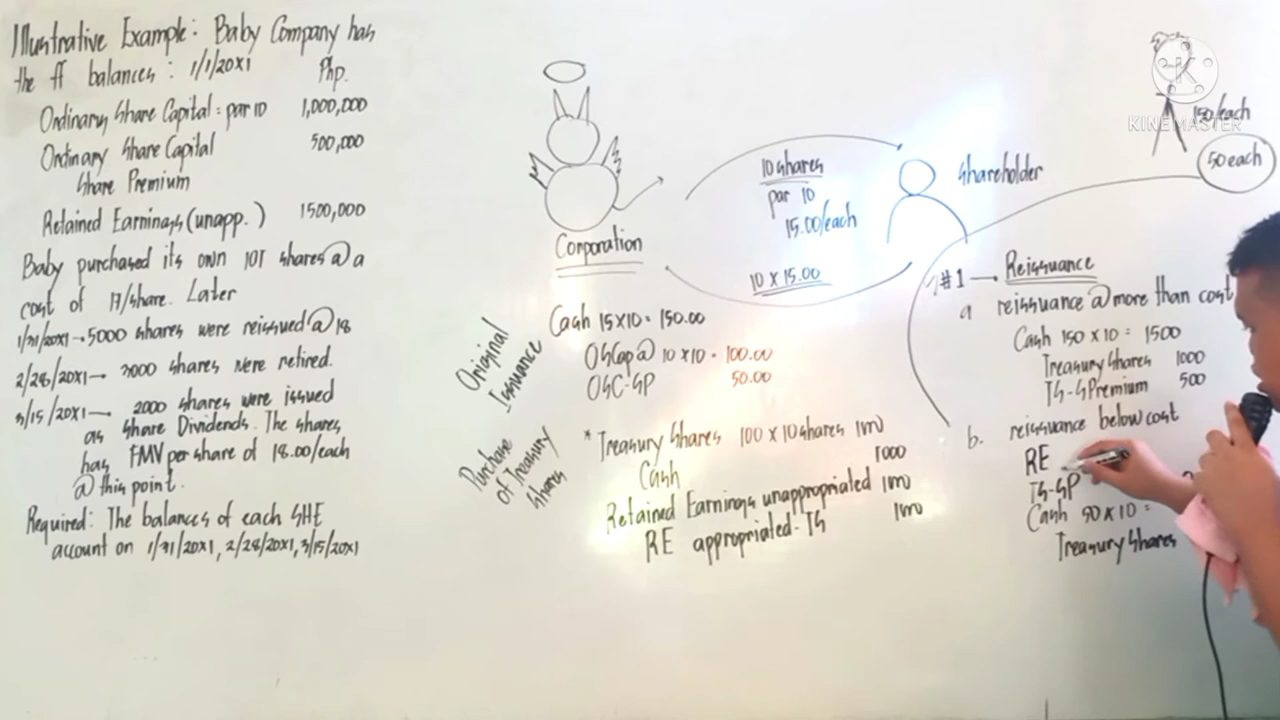 Illustrative Example: Baby Company has
the ff balances: 1/1/20x1 Php.
Ordinary Share Capital: par 10 1,000,000
Ordinary Share Capital 500,000
Share Premium
Retained Earnings (unapp.) 1500,000
Baby purchased its own 10T shares @ a
cost of 17/share. Later
1/31/20x1 → 5000 shares were reissued @ 18
2/28/20x1 — 3000 shares were retired.
3/15/20x1 — 2000 shares were issued
as share Dividends. The shares
has FMV per share of 18.00/each
@ this point.
Required: The balances of each SHE
account on 1/31/20x1, 2/28/20x1, 3/15/20x1
Corporation
10 shares
par 10
15.00/each
10 x 15.00
Shareholder
150/each
50 each
KINEMASTER
Original
Issuance
Cash 15x10 = 150.00
OSCap @ 10 x 10 = 100.00
OSC-SP 50.00
Purchase
of Treasury
Shares
* Treasury Shares 100 x 10 shares 1000
Cash 1000
Retained Earnings unappropriated 1000
RE appropriated - TS 1000
#1 — Reissuance
a reissuance @ more than cost
Cash 150 x 10 = 1500
Treasury Shares 1000
TS-SPremium 500
b. reissuance below cost
RE
TS-SP
Cash 50 x 10 =
Treasury Shares